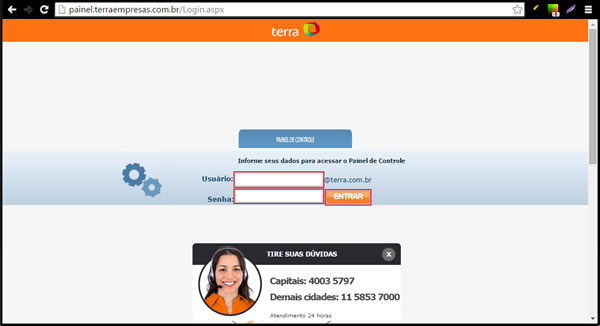 painel.terraempresas.com.br/Login.aspx
0.9
terra
PAINEL DE CONTROLE
Informe seus dados para acessar o Painel de Controle
Usuário: @terra.com.br
Senha: ENTRAR
TIRE SUAS DÚVIDAS X
Capitais: 4003 5797
Demais cidades: 11 5853 7000
Atendimento 24 horas